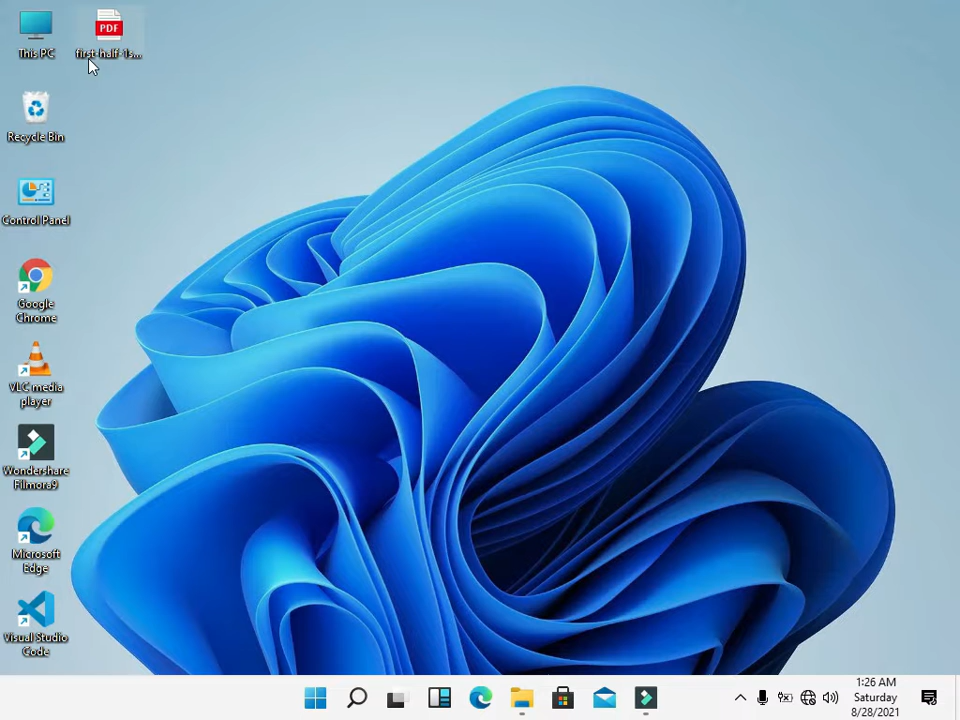 This PC
PDF
first-half-1s...
Recycle Bin
Control Panel
Google
Chrome
VLC media
player
Wondershare
Filmora9
Microsoft
Edge
Visual Studio
Code
1:26 AM
Saturday
8/28/2021